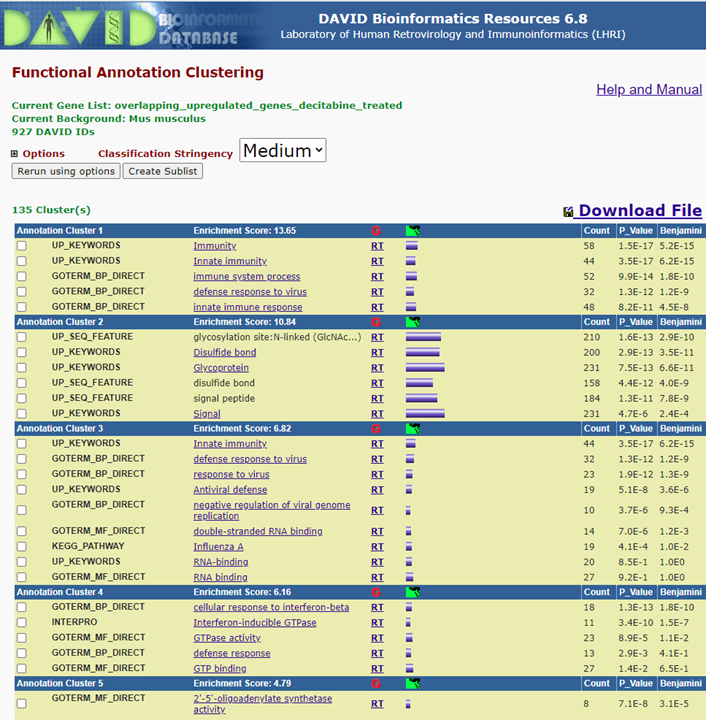 DAVID BIOINFORMATICS DATABASE
DAVID Bioinformatics Resources 6.8
Laboratory of Human Retrovirology and Immunoinformatics (LHRI)
Functional Annotation Clustering
Help and Manual
Current Gene List: overlapping_upregulated_genes_decitabine_treated
Current Background: Mus musculus
927 DAVID IDs
Options Classification Stringency Medium
Rerun using options Create Sublist
135 Cluster(s) Download File
Annotation Cluster 1 Enrichment Score: 13.65 G Count P_Value Benjamini
UP_KEYWORDS Immunity RT 58 1.5E-17 5.2E-15
UP_KEYWORDS Innate immunity RT 44 3.5E-17 6.2E-15
GOTERM_BP_DIRECT immune system process RT 52 9.9E-14 1.8E-10
GOTERM_BP_DIRECT defense response to virus RT 32 1.3E-12 1.2E-9
GOTERM_BP_DIRECT innate immune response RT 48 8.2E-11 4.5E-8
Annotation Cluster 2 Enrichment Score: 10.84 G Count P_Value Benjamini
UP_SEQ_FEATURE glycosylation site:N-linked (GlcNAc...) RT 210 1.6E-13 2.9E-10
UP_KEYWORDS Disulfide bond RT 200 2.9E-13 3.5E-11
UP_KEYWORDS Glycoprotein RT 231 7.5E-13 6.6E-11
UP_SEQ_FEATURE disulfide bond RT 158 4.4E-12 4.0E-9
UP_SEQ_FEATURE signal peptide RT 184 1.3E-11 7.8E-9
UP_KEYWORDS Signal RT 231 4.7E-6 2.4E-4
Annotation Cluster 3 Enrichment Score: 6.82 G Count P_Value Benjamini
UP_KEYWORDS Innate immunity RT 44 3.5E-17 6.2E-15
GOTERM_BP_DIRECT defense response to virus RT 32 1.3E-12 1.2E-9
GOTERM_BP_DIRECT response to virus RT 23 1.9E-12 1.3E-9
UP_KEYWORDS Antiviral defense RT 19 5.1E-8 3.6E-6
GOTERM_BP_DIRECT negative regulation of viral genome replication RT 10 3.7E-6 9.3E-4
GOTERM_MF_DIRECT double-stranded RNA binding RT 14 7.0E-6 1.2E-3
KEGG_PATHWAY Influenza A RT 19 4.1E-4 1.0E-2
UP_KEYWORDS RNA-binding RT 20 8.5E-1 1.0E0
GOTERM_MF_DIRECT RNA binding RT 27 9.2E-1 1.0E0
Annotation Cluster 4 Enrichment Score: 6.16 G Count P_Value Benjamini
GOTERM_BP_DIRECT cellular response to interferon-beta RT 18 1.3E-13 1.8E-10
INTERPRO Interferon-inducible GTPase RT 11 3.4E-10 1.5E-7
GOTERM_MF_DIRECT GTPase activity RT 23 8.9E-5 1.1E-2
GOTERM_BP_DIRECT defense response RT 13 2.9E-3 4.1E-1
GOTERM_MF_DIRECT GTP binding RT 27 1.4E-2 6.5E-1
Annotation Cluster 5 Enrichment Score: 4.79 G Count P_Value Benjamini
GOTERM_MF_DIRECT 2'-5'-oligoadenylate synthetase activity RT 8 7.1E-8 3.1E-5